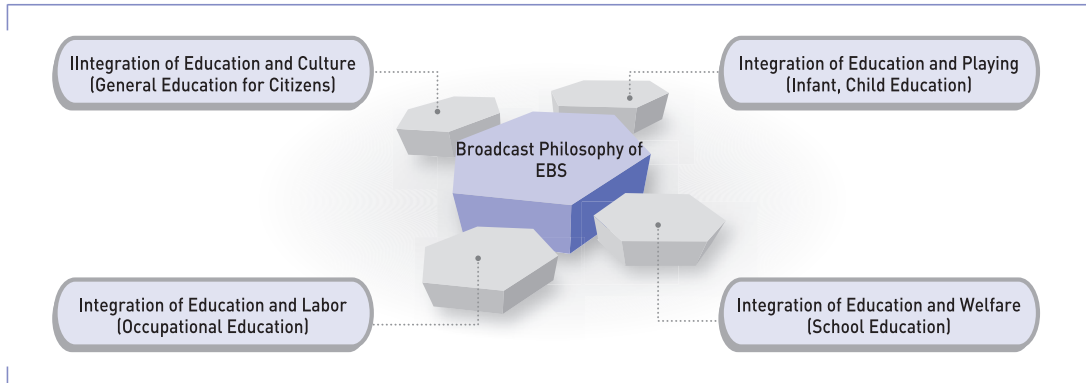 IIntegration of Education and Culture
(General Education for Citizens)
Integration of Education and Playing
(Infant, Child Education)
Broadcast Philosophy of
EBS
Integration of Education and Labor
(Occupational Education)
Integration of Education and Welfare
(School Education)